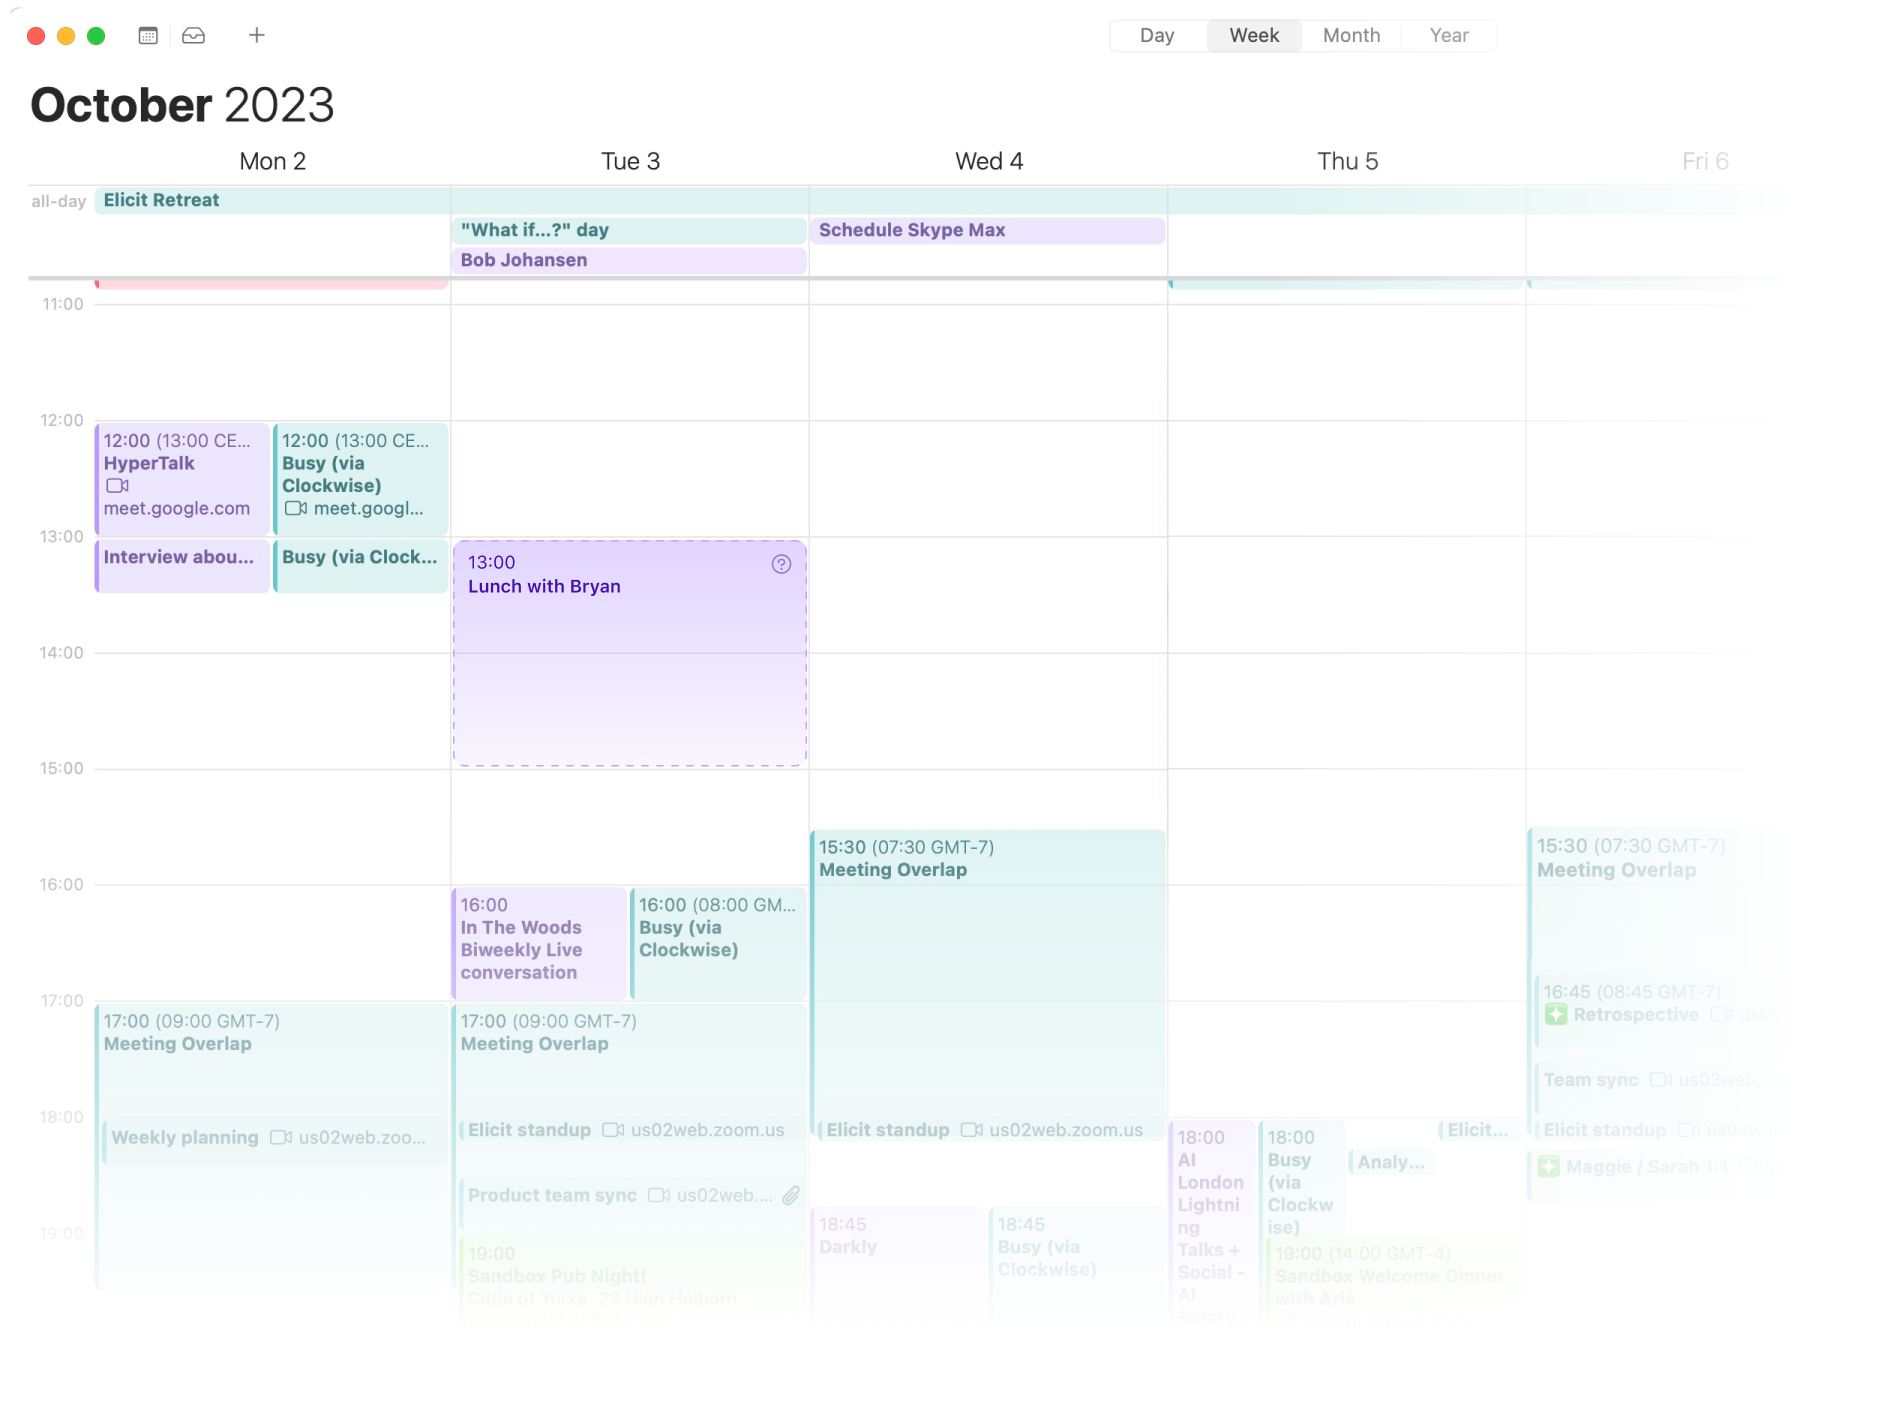 Day Week Month Year
October 2023
Mon 2 Tue 3 Wed 4 Thu 5 Fri 6
all-day Elicit Retreat
"What if...?" day Schedule Skype Max
Bob Johansen
11:00
12:00
12:00 (13:00 CE...
HyperTalk
meet.google.com
12:00 (13:00 CE...
Busy (via
Clockwise)
meet.googl...
13:00
Interview abou... Busy (via Clock...
13:00
Lunch with Bryan
14:00
15:00
15:30 (07:30 GMT-7)
Meeting Overlap
15:30 (07:30 GMT-7)
Meeting Overlap
16:00
16:00
In The Woods
Biweekly Live
conversation
16:00 (08:00 GM...
Busy (via
Clockwise)
16:45 (08:45 GMT-7)
Retrospective us02
17:00
17:00 (09:00 GMT-7)
Meeting Overlap
17:00 (09:00 GMT-7)
Meeting Overlap
Team sync us02web.zo
18:00
Weekly planning us02web.zoo...
Elicit standup us02web.zoom.us
Elicit standup us02web.zoom.us
18:00
AI
London
Lightni
ng
Talks +
Social -
AI
Safety
18:00
Busy
(via
Clockw
ise)
Analy...
Elicit...
Elicit standup us02web
Maggie / Sarah 1:1
Product team sync us02web....
18:45
Darkly
18:45
Busy (via
Clockwise)
19:00
19:00
Sandbox Pub Night!
Cittie of Yorke, 22 High Holborn,
London WC1V 6BN, UK
19:00 (14:00 GMT-4)
Sandbox Welcome Dinner
with Aris